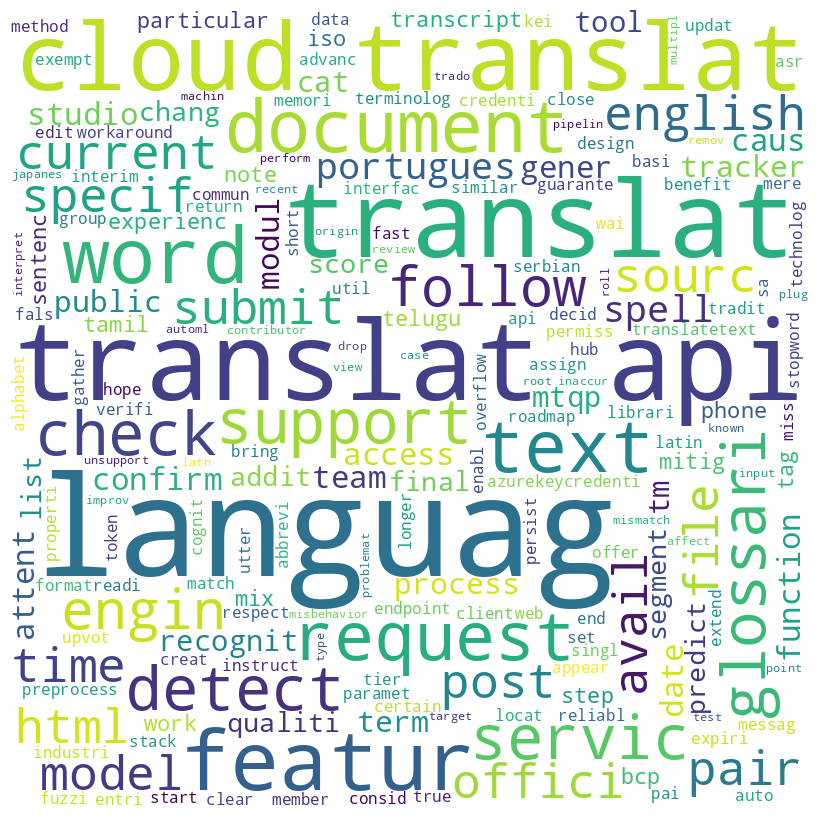 method particular transcript kei data tool multipl updat
cloud translat iso
exempt advanc cat trado asr
machin memori terminolog credenti close
studio chang document english
edit workaround pipelin remov
current perform portugues gener design basi caus
japanes interim note interfac similar guarante benefit tracker mere
specif commun recent
group return short origin fast wai
sentenc experienc modul review translat technolog
interpret word score serbian sourc
public util follow roll sa plug
fals submit decid spell tradit
tamil automl contributor telugu api permiss translatetext
gather drop case hub stopword
translat api
alphabet hope view assign root inaccur
verifi overflow mtqp librari phone miss
check support roadmap known
unsupport latn bring text latin
confirm addit team access final enabl azurekeycredenti mitig tag input
list improv cognit longer
properti token utter abbrevi persist mismatch
attent languag problemat offer segment tm affect glossari
format readi match process file function
mix endpoint client web end
engin respect misbehavior set avail predict extend
upvot recognit creat instruct type paramet request singl
time preprocess tier certain appear date point
detect post step pair
html work qualiti term target locat reliabl test messag
industri stack servic expiri
model featur offici bcp
fuzzi entri start clear member consid true pai auto